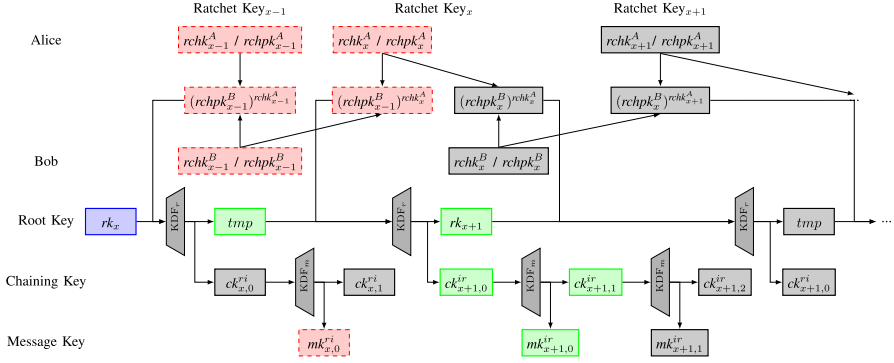 Ratchet Key_{x−1} Ratchet Key_x Ratchet Key_{x+1}
Alice rchk^A_{x−1} / rchpk^A_{x−1} rchk^A_x / rchpk^A_x rchk^A_{x+1} / rchpk^A_{x+1}
(rchpk^B_{x−1})^{rchk^A_{x−1}} (rchpk^B_{x−1})^{rchk^A_x} (rchpk^B_x)^{rchk^A_x} (rchpk^B_x)^{rchk^A_{x+1}} ...
Bob rchk^B_{x−1} / rchpk^B_{x−1} rchk^B_x / rchpk^B_x
Root Key rk_x KDF_r tmp KDF_r rk_{x+1} KDF_r tmp ...
Chaining Key ck^{ri}_{x,0} KDF_m ck^{ri}_{x,1} ck^{ir}_{x+1,0} KDF_m ck^{ir}_{x+1,1} KDF_m ck^{ir}_{x+1,2} ck^{ri}_{x+1,0}
Message Key mk^{ri}_{x,0} mk^{ir}_{x+1,0} mk^{ir}_{x+1,1}